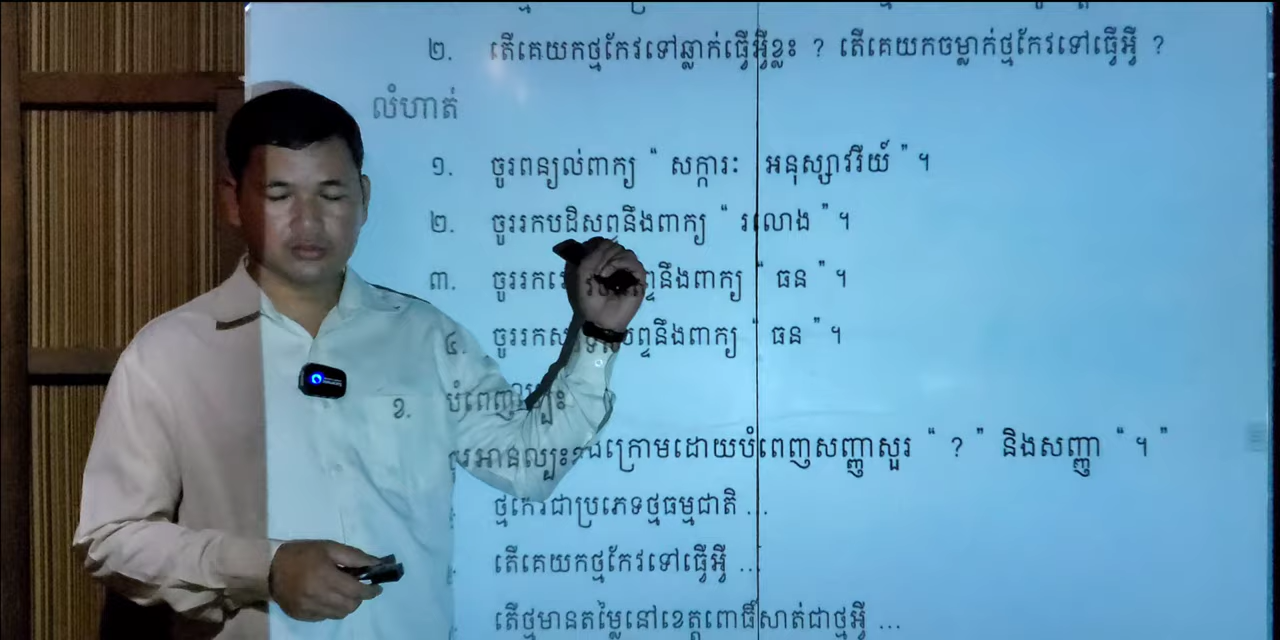 ២. តើគេយកថ្មកែវទៅឆ្លាក់ធ្វើអ្វីខ្លះ ? តើគេយកចម្លាក់ថ្មកែវទៅធ្វើអ្វី ?
លំហាត់
១. ចូរពន្យល់ពាក្យ “ សក្ការៈ អនុស្សាវរីយ៍ ” ។
២. ចូររកបដិសព្ទនឹងពាក្យ “ រលោង ” ។
៣. ចូររក នឹងពាក្យ “ ធន ” ។
៤. ចូររក សព្ទនឹងពាក្យ “ ធន ” ។
ខ. បំពេញល្បះ
ក្រោមដោយបំពេញសញ្ញាសួរ “ ? ” និងសញ្ញា “ ។ ”
ថ្មកែវជាប្រភេទថ្មធម្មជាតិ ...
តើគេយកថ្មកែវទៅធ្វើអ្វី ...
តើថ្មមានតម្លៃនៅខេត្តពោធិ៍សាត់ជាថ្មអ្វី ...